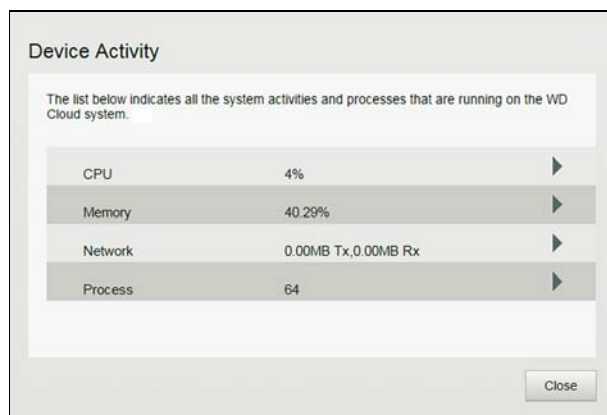 Device Activity
The list below indicates all the system activities and processes that are running on the WD
Cloud system.
CPU 4%
Memory 40.29%
Network 0.00MB Tx,0.00MB Rx
Process 64
Close